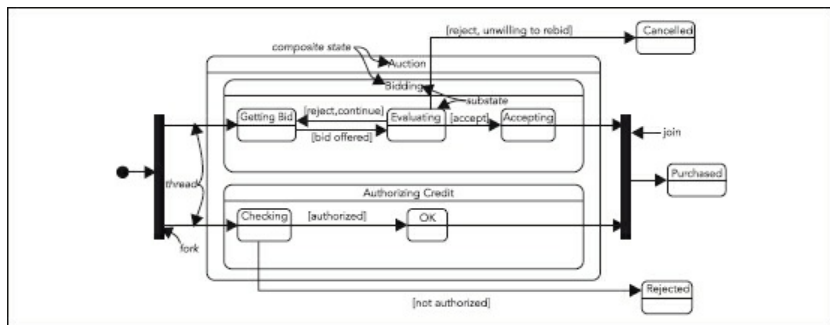 [reject, unwilling to rebid]
Cancelled
composite state
Auction
Bidding
substate
Getting Bid
[reject,continue]
Evaluating
[accept]
Accepting
[bid offered]
join
thread
Purchased
Authorizing Credit
Checking
[authorized]
OK
fork
Rejected
[not authorized]